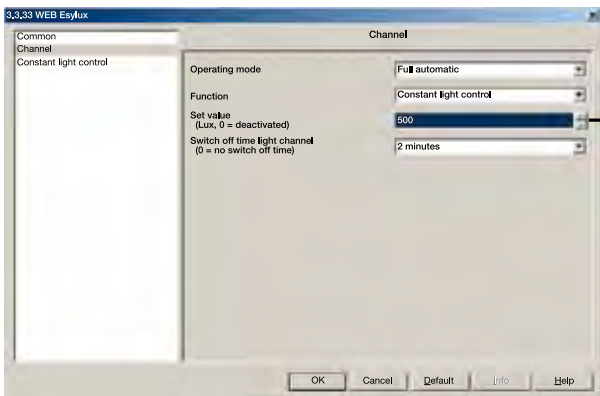 3.3.33 WEB Esylux
Common
Channel
Constant light control
Channel
Operating mode
Full automatic
Function
Constant light control
Set value
(Lux, 0 = deactivated)
500
Switch off time light channel
(0 = no switch off time)
2 minutes
OK
Cancel
Default
Info
Help